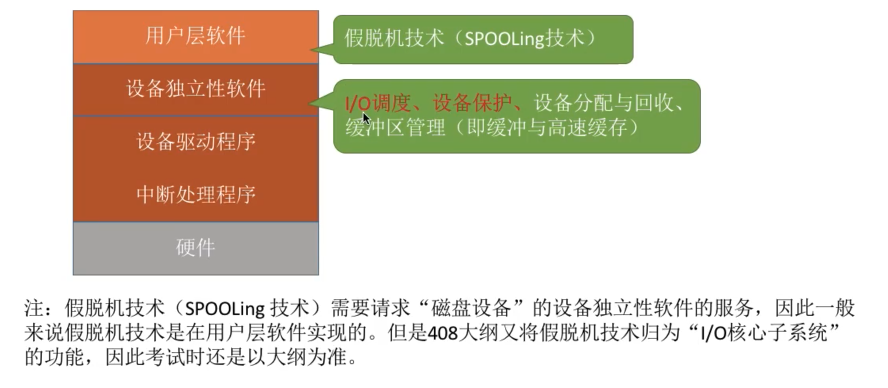 用户层软件
假脱机技术（SPOOLing技术）
设备独立性软件
I/O调度、设备保护、设备分配与回收、
缓冲区管理（即缓冲与高速缓存）
设备驱动程序
中断处理程序
硬件
注：假脱机技术（SPOOLing 技术）需要请求“磁盘设备”的设备独立性软件的服务，因此一般
来说假脱机技术是在用户层软件实现的。但是408大纲又将假脱机技术归为“I/O核心子系统”
的功能，因此考试时还是以大纲为准。